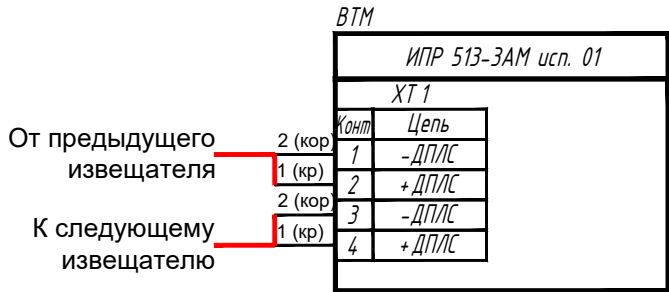 ВТМ
ИПР 513-3АМ исп. 01
XT 1
Конт Цепь
От предыдущего
извещателя
2 (кор) 1 -ДПЛС
1 (кр) 2 +ДПЛС
К следующему
извещателю
2 (кор) 3 -ДПЛС
1 (кр) 4 +ДПЛС